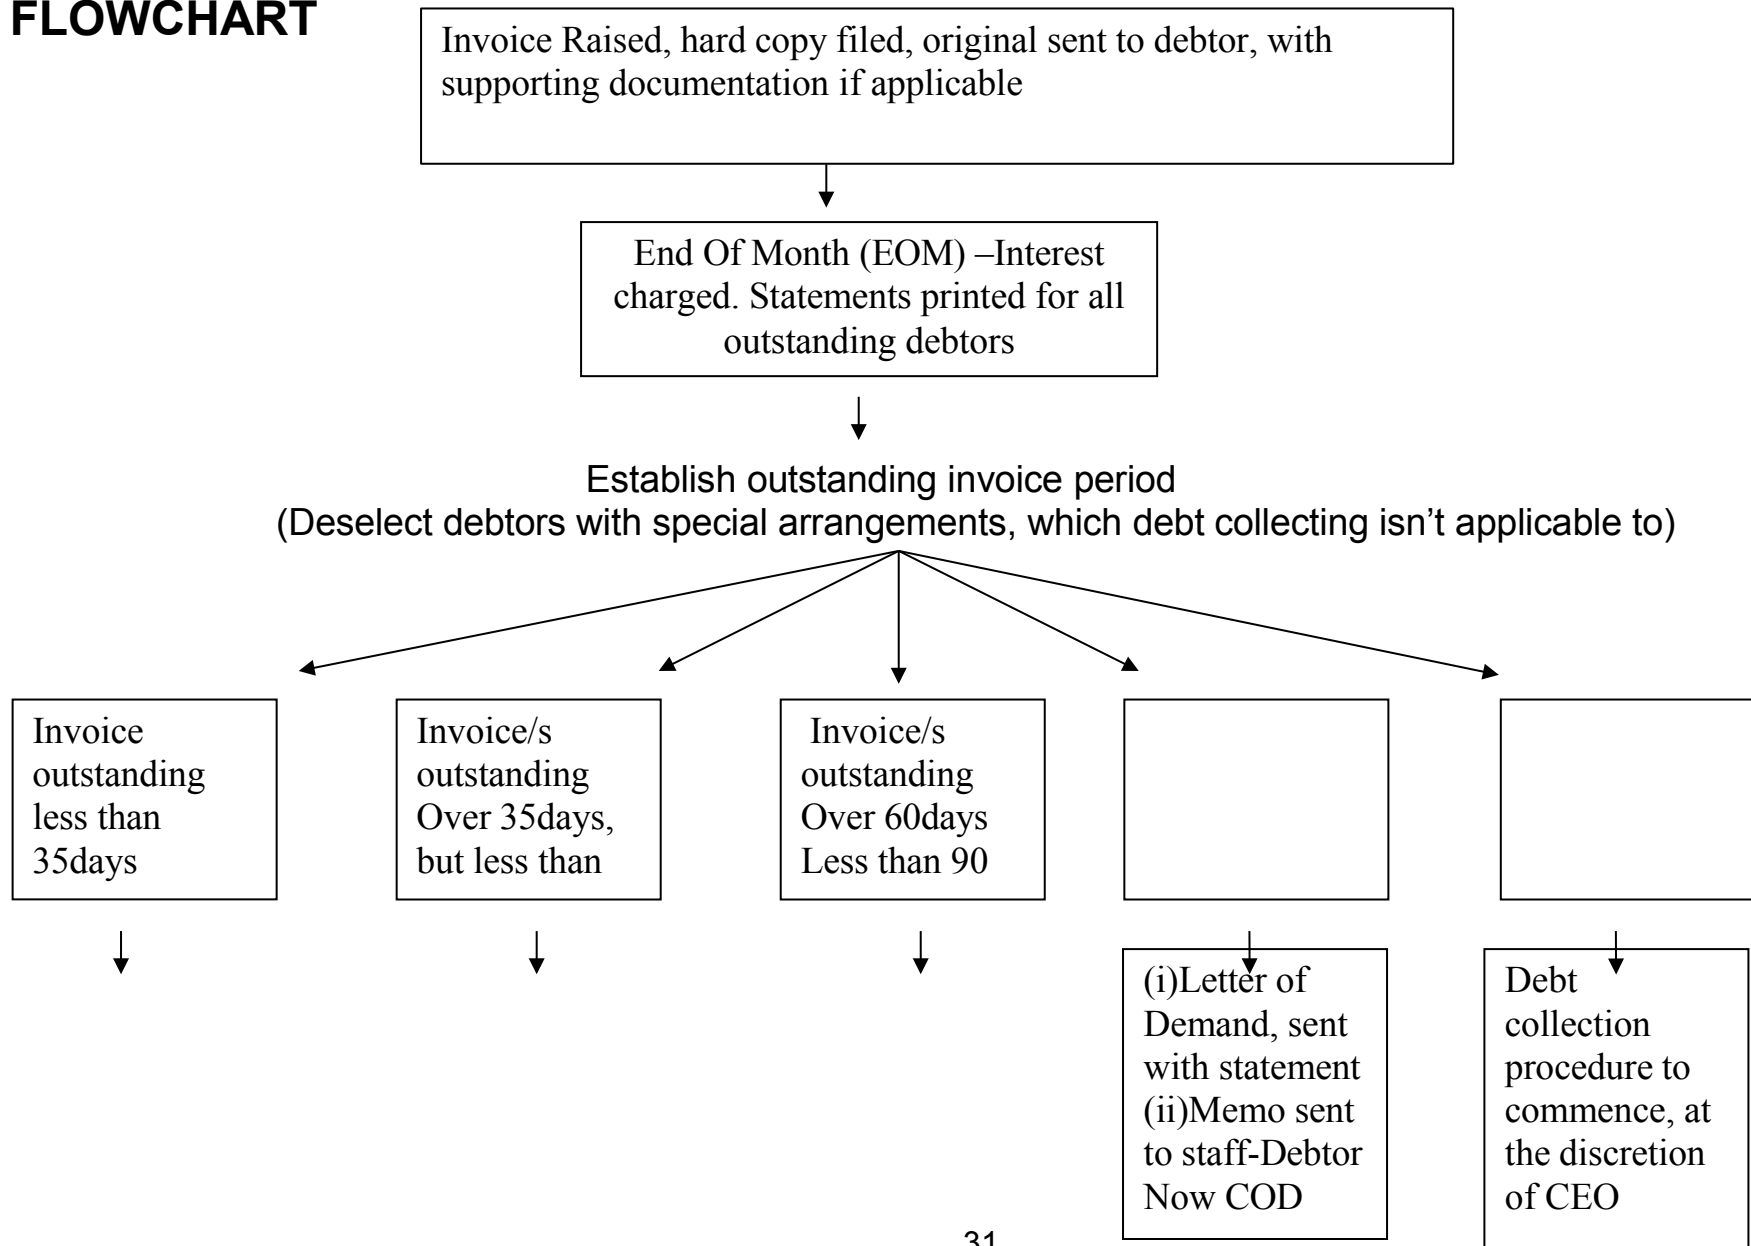 FLOWCHART
Invoice Raised, hard copy filed, original sent to debtor, with
supporting documentation if applicable
End Of Month (EOM) –Interest
charged. Statements printed for all
outstanding debtors
Establish outstanding invoice period
(Deselect debtors with special arrangements, which debt collecting isn’t applicable to)
Invoice
outstanding
less than
35days
Invoice/s
outstanding
Over 35days,
but less than
Invoice/s
outstanding
Over 60days
Less than 90
(i)Letter of
Demand, sent
with statement
(ii)Memo sent
to staff-Debtor
Now COD
Debt
collection
procedure to
commence, at
the discretion
of CEO
31